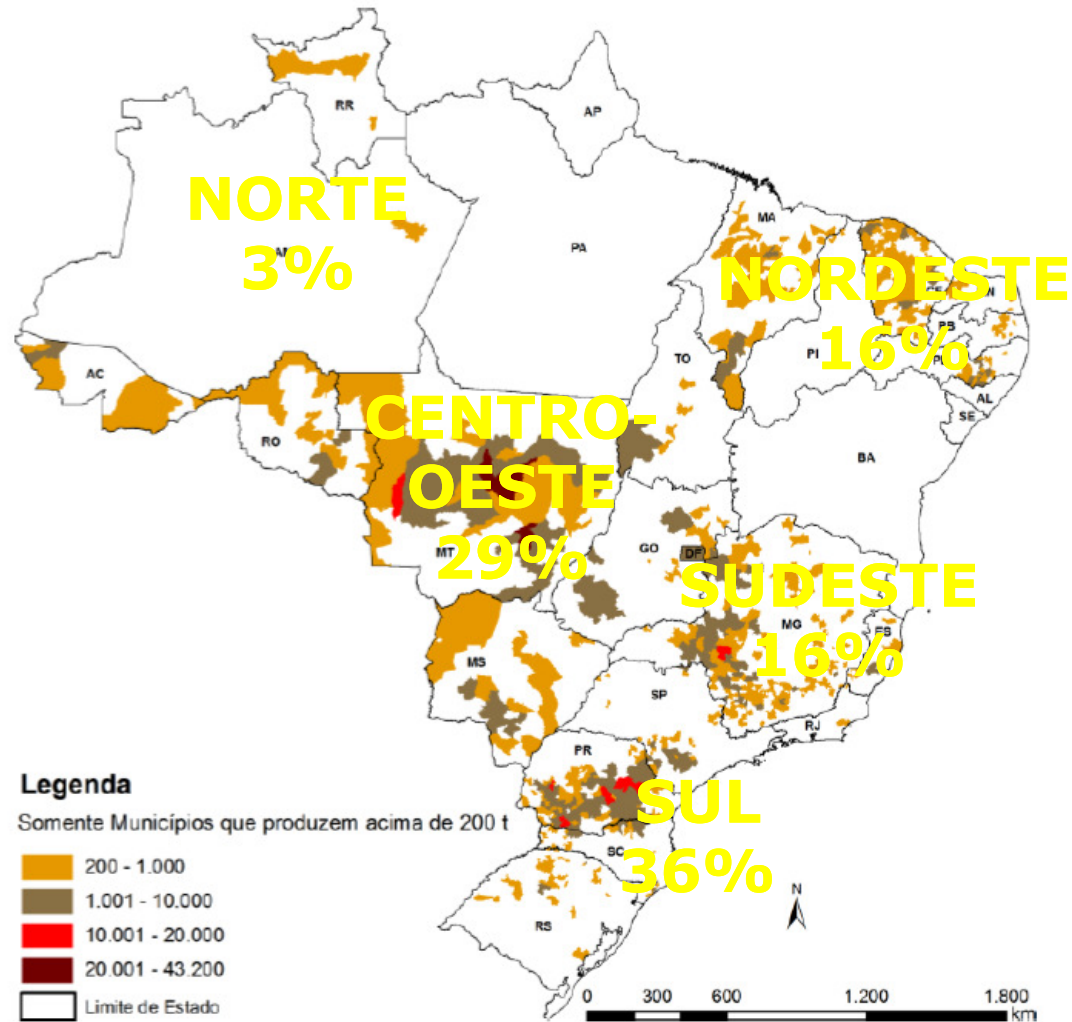 RR
AP
NORTE
3%
PA
MA
NORDESTE
16%
PB
PI
TO
AC
AL
SE
RO
BA
CENTRO-
OESTE
29%
MT
GO
DF
SUDESTE
16%
MG
ES
MS
SP
RJ
PR
SUL
36%
SC
RS
N
Legenda
Somente Municípios que produzem acima de 200 t
200 - 1.000
1.001 - 10.000
10.001 - 20.000
20.001 - 43.200
Limite de Estado
0 300 600 1.200 1.800
km